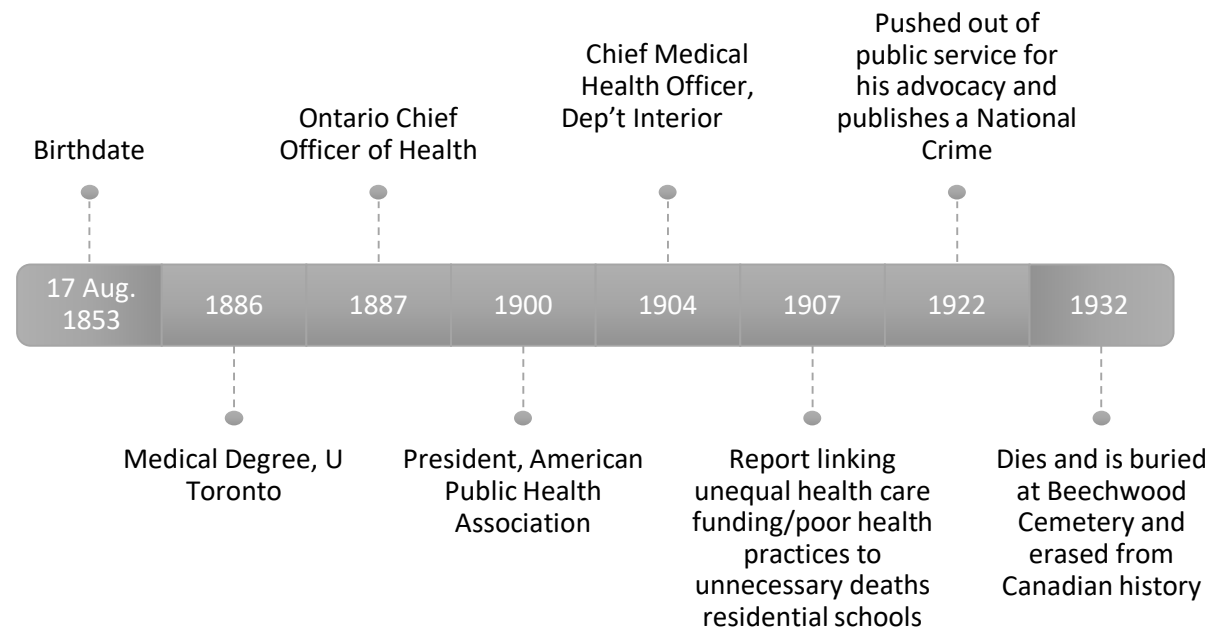 Birthdate
Ontario Chief
Officer of Health
Chief Medical
Health Officer,
Dep't Interior
Pushed out of
public service for
his advocacy and
publishes a National
Crime
17 Aug.
1853
1886
1887
1900
1904
1907
1922
1932
Medical Degree, U
Toronto
President, American
Public Health
Association
Report linking
unequal health care
funding/poor health
practices to
unnecessary deaths
residential schools
Dies and is buried
at Beechwood
Cemetery and
erased from
Canadian history